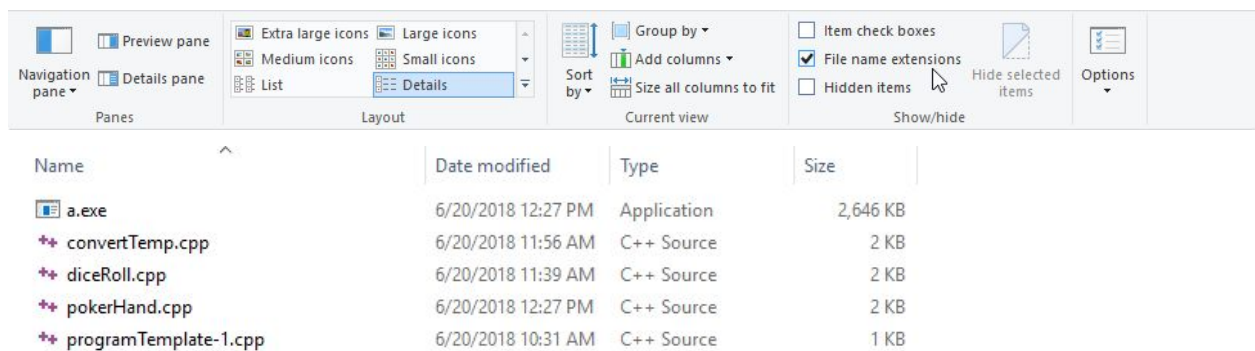 Navigation pane
Preview pane
Details pane
Panes
Extra large icons
Large icons
Medium icons
Small icons
List
Details
Layout
Sort by
Group by
Add columns
Size all columns to fit
Current view
Item check boxes
File name extensions
Hidden items
Hide selected items
Show/hide
Options
Name Date modified Type Size
a.exe 6/20/2018 12:27 PM Application 2,646 KB
convertTemp.cpp 6/20/2018 11:56 AM C++ Source 2 KB
diceRoll.cpp 6/20/2018 11:39 AM C++ Source 2 KB
pokerHand.cpp 6/20/2018 12:27 PM C++ Source 2 KB
programTemplate-1.cpp 6/20/2018 10:31 AM C++ Source 1 KB